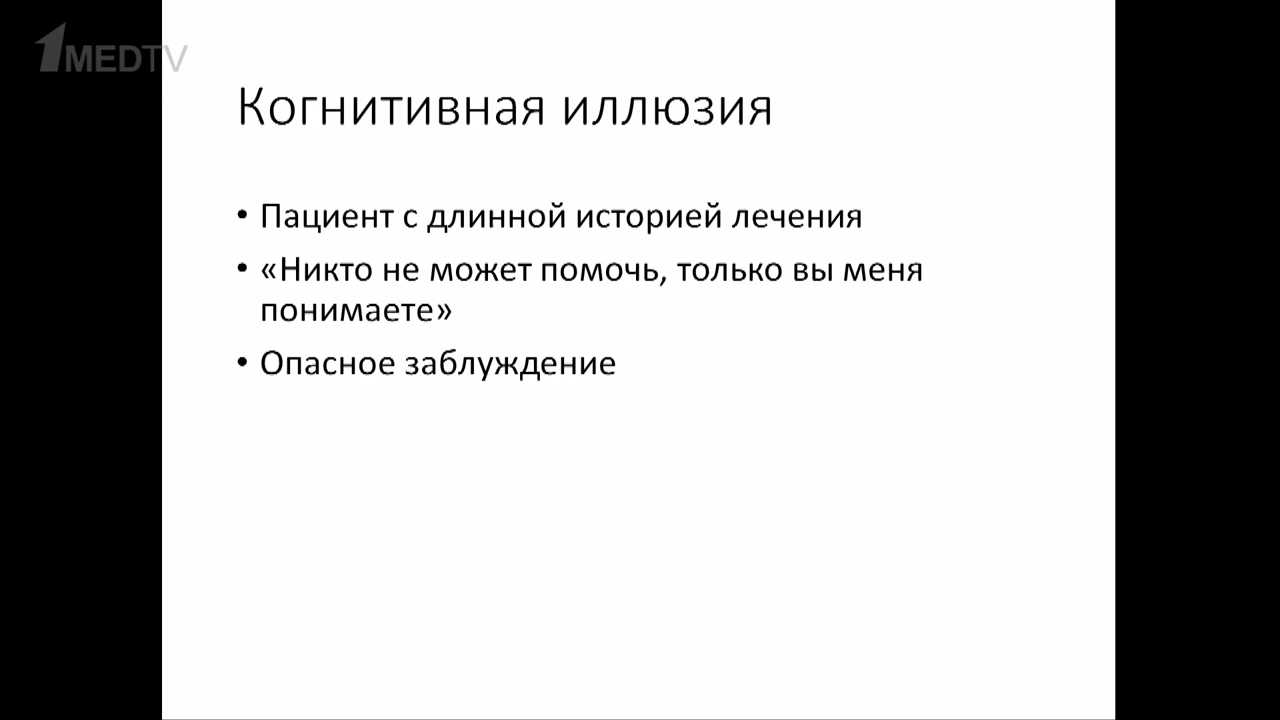 1MEDTV
Когнитивная иллюзия
• Пациент с длинной историей лечения
• «Никто не может помочь, только вы меня
понимаете»
• Опасное заблуждение